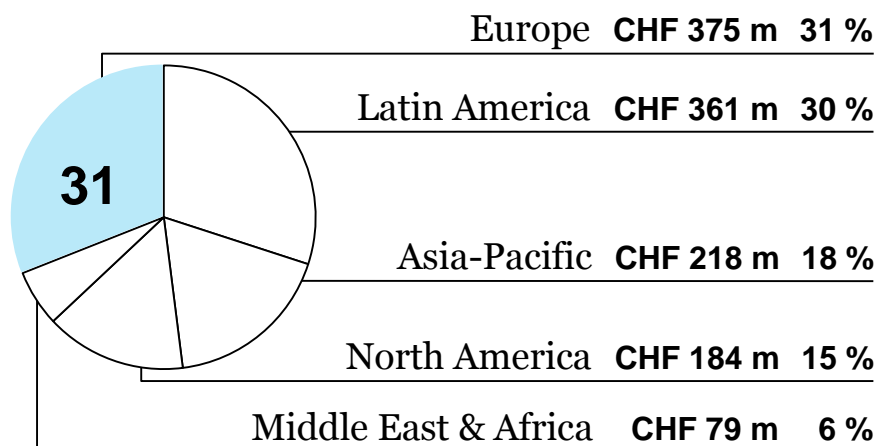 Europe CHF 375 m 31 %
Latin America CHF 361 m 30 %
31
Asia-Pacific CHF 218 m 18 %
North America CHF 184 m 15 %
Middle East & Africa CHF 79 m 6 %